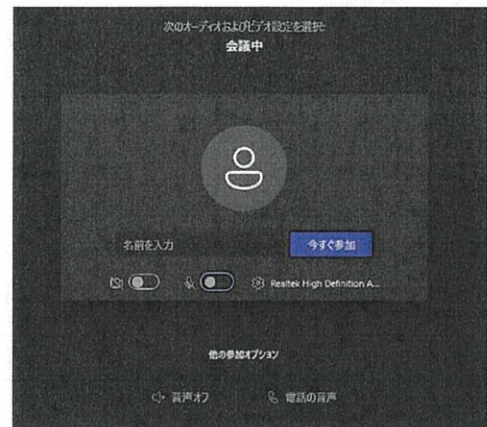 次のオーディオおよびビデオ設定を選択:
会議中
名前を入力
今すぐ参加
Realtek High Definition A...
他の参加オプション
音声オフ
電話の音声